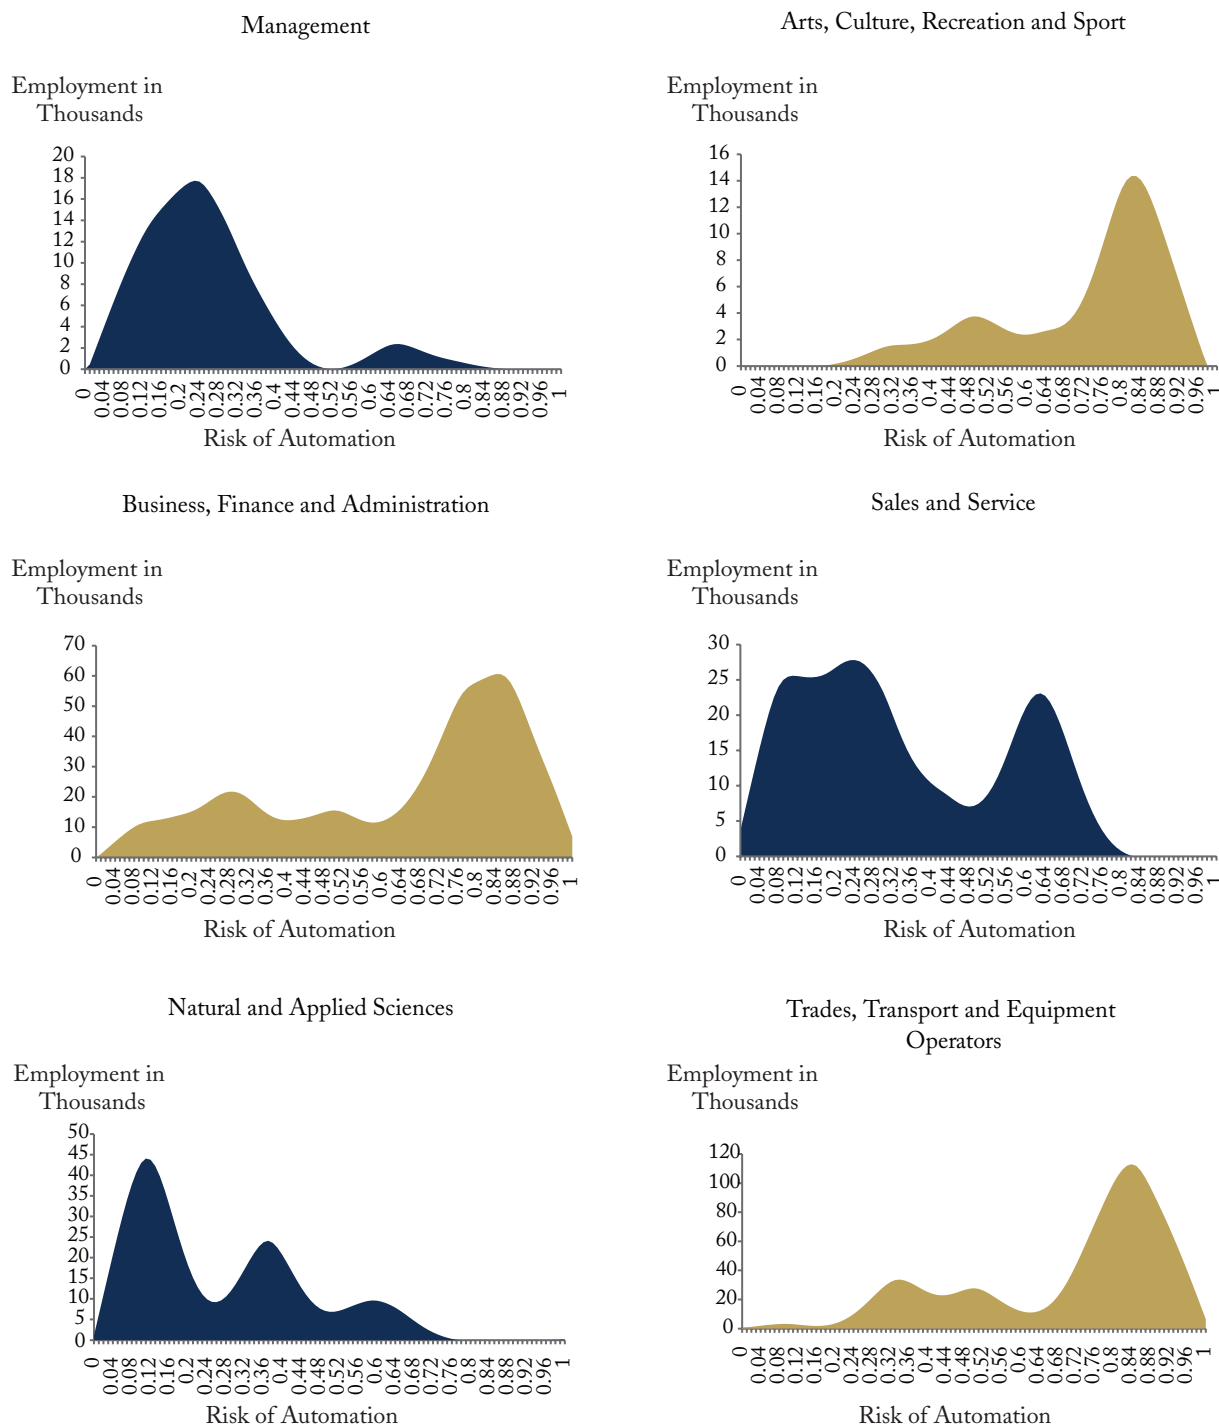 Management
Employment in
Thousands
20
18
16
14
12
10
8
6
4
2
0
0 0.04 0.08 0.12 0.16 0.2 0.24 0.28 0.32 0.36 0.4 0.44 0.48 0.52 0.56 0.6 0.64 0.68 0.72 0.76 0.8 0.84 0.88 0.92 0.96 1
Risk of Automation
Arts, Culture, Recreation and Sport
Employment in
Thousands
16
14
12
10
8
6
4
2
0
0 0.04 0.08 0.12 0.16 0.2 0.24 0.28 0.32 0.36 0.4 0.44 0.48 0.52 0.56 0.6 0.64 0.68 0.72 0.76 0.8 0.84 0.88 0.92 0.96 1
Risk of Automation
Business, Finance and Administration
Employment in
Thousands
70
60
50
40
30
20
10
0
0 0.04 0.08 0.12 0.16 0.2 0.24 0.28 0.32 0.36 0.4 0.44 0.48 0.52 0.56 0.6 0.64 0.68 0.72 0.76 0.8 0.84 0.88 0.92 0.96 1
Risk of Automation
Sales and Service
Employment in
Thousands
30
25
20
15
10
5
0
0 0.04 0.08 0.12 0.16 0.2 0.24 0.28 0.32 0.36 0.4 0.44 0.48 0.52 0.56 0.6 0.64 0.68 0.72 0.76 0.8 0.84 0.88 0.92 0.96 1
Risk of Automation
Natural and Applied Sciences
Employment in
Thousands
50
45
40
35
30
25
20
15
10
5
0
0 0.04 0.08 0.12 0.16 0.2 0.24 0.28 0.32 0.36 0.4 0.44 0.48 0.52 0.56 0.6 0.64 0.68 0.72 0.76 0.8 0.84 0.88 0.92 0.96 1
Risk of Automation
Trades, Transport and Equipment
Operators
Employment in
Thousands
120
100
80
60
40
20
0
0 0.04 0.08 0.12 0.16 0.2 0.24 0.28 0.32 0.36 0.4 0.44 0.48 0.52 0.56 0.6 0.64 0.68 0.72 0.76 0.8 0.84 0.88 0.92 0.96 1
Risk of Automation